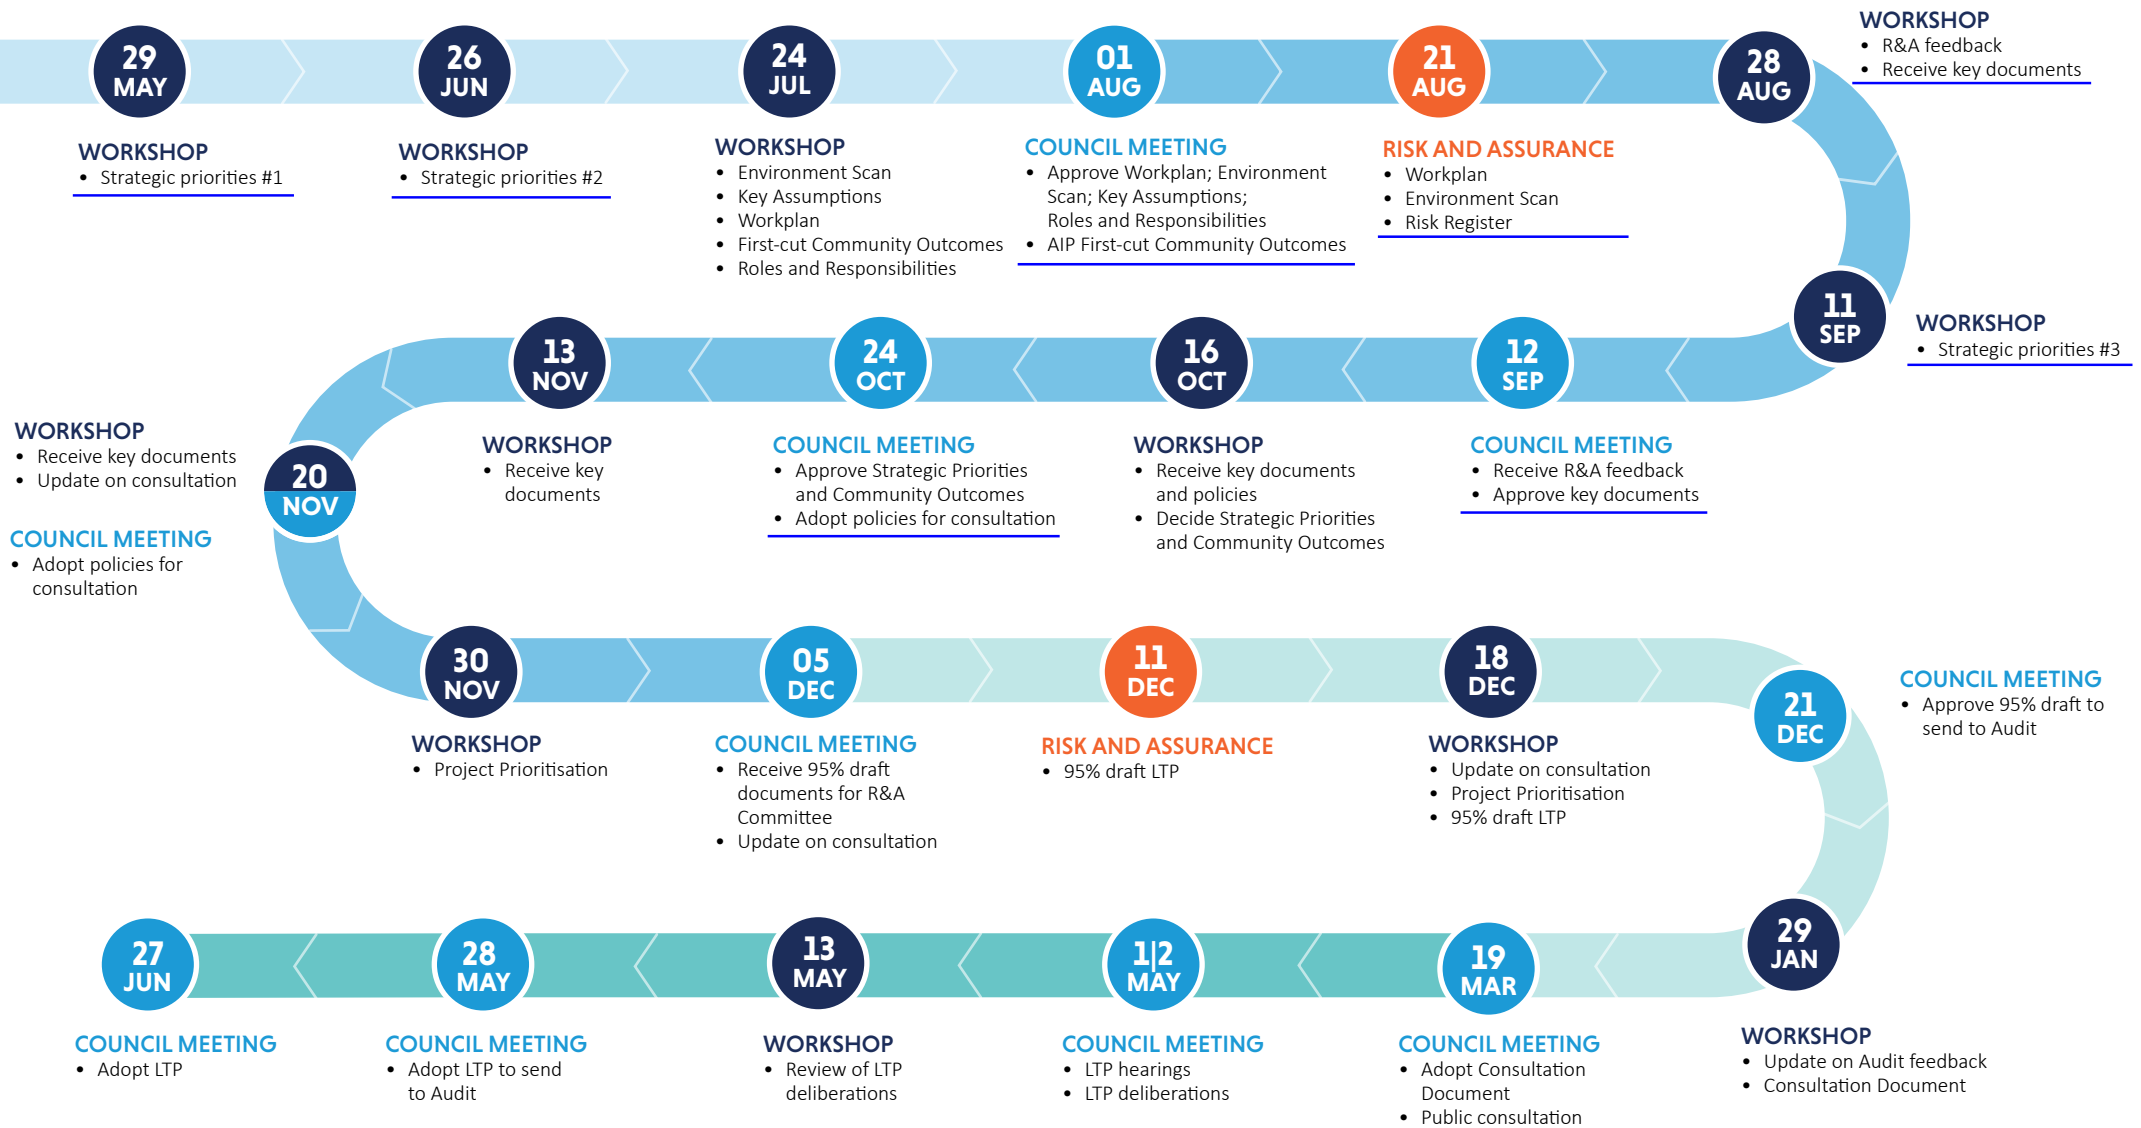 29
MAY
WORKSHOP
• Strategic priorities #1
26
JUN
WORKSHOP
• Strategic priorities #2
24
JUL
WORKSHOP
• Environment Scan
• Key Assumptions
• Workplan
• First-cut Community Outcomes
• Roles and Responsibilities
01
AUG
COUNCIL MEETING
• Approve Workplan; Environment
Scan; Key Assumptions;
Roles and Responsibilities
• AIP First-cut Community Outcomes
21
AUG
RISK AND ASSURANCE
• Workplan
• Environment Scan
• Risk Register
28
AUG
WORKSHOP
• R&A feedback
• Receive key documents
11
SEP
WORKSHOP
• Strategic priorities #3
12
SEP
COUNCIL MEETING
• Receive R&A feedback
• Approve key documents
16
OCT
WORKSHOP
• Receive key documents
and policies
• Decide Strategic Priorities
and Community Outcomes
24
OCT
COUNCIL MEETING
• Approve Strategic Priorities
and Community Outcomes
• Adopt policies for consultation
13
NOV
WORKSHOP
• Receive key
documents
20
NOV
WORKSHOP
• Receive key documents
• Update on consultation
COUNCIL MEETING
• Adopt policies for
consultation
30
NOV
WORKSHOP
• Project Prioritisation
05
DEC
COUNCIL MEETING
• Receive 95% draft
documents for R&A
Committee
• Update on consultation
11
DEC
RISK AND ASSURANCE
• 95% draft LTP
18
DEC
WORKSHOP
• Update on consultation
• Project Prioritisation
• 95% draft LTP
21
DEC
COUNCIL MEETING
• Approve 95% draft to
send to Audit
29
JAN
WORKSHOP
• Update on Audit feedback
• Consultation Document
19
MAR
COUNCIL MEETING
• Adopt Consultation
Document
• Public consultation
1|2
MAY
COUNCIL MEETING
• LTP hearings
• LTP deliberations
13
MAY
WORKSHOP
• Review of LTP
deliberations
28
MAY
COUNCIL MEETING
• Adopt LTP to send
to Audit
27
JUN
COUNCIL MEETING
• Adopt LTP